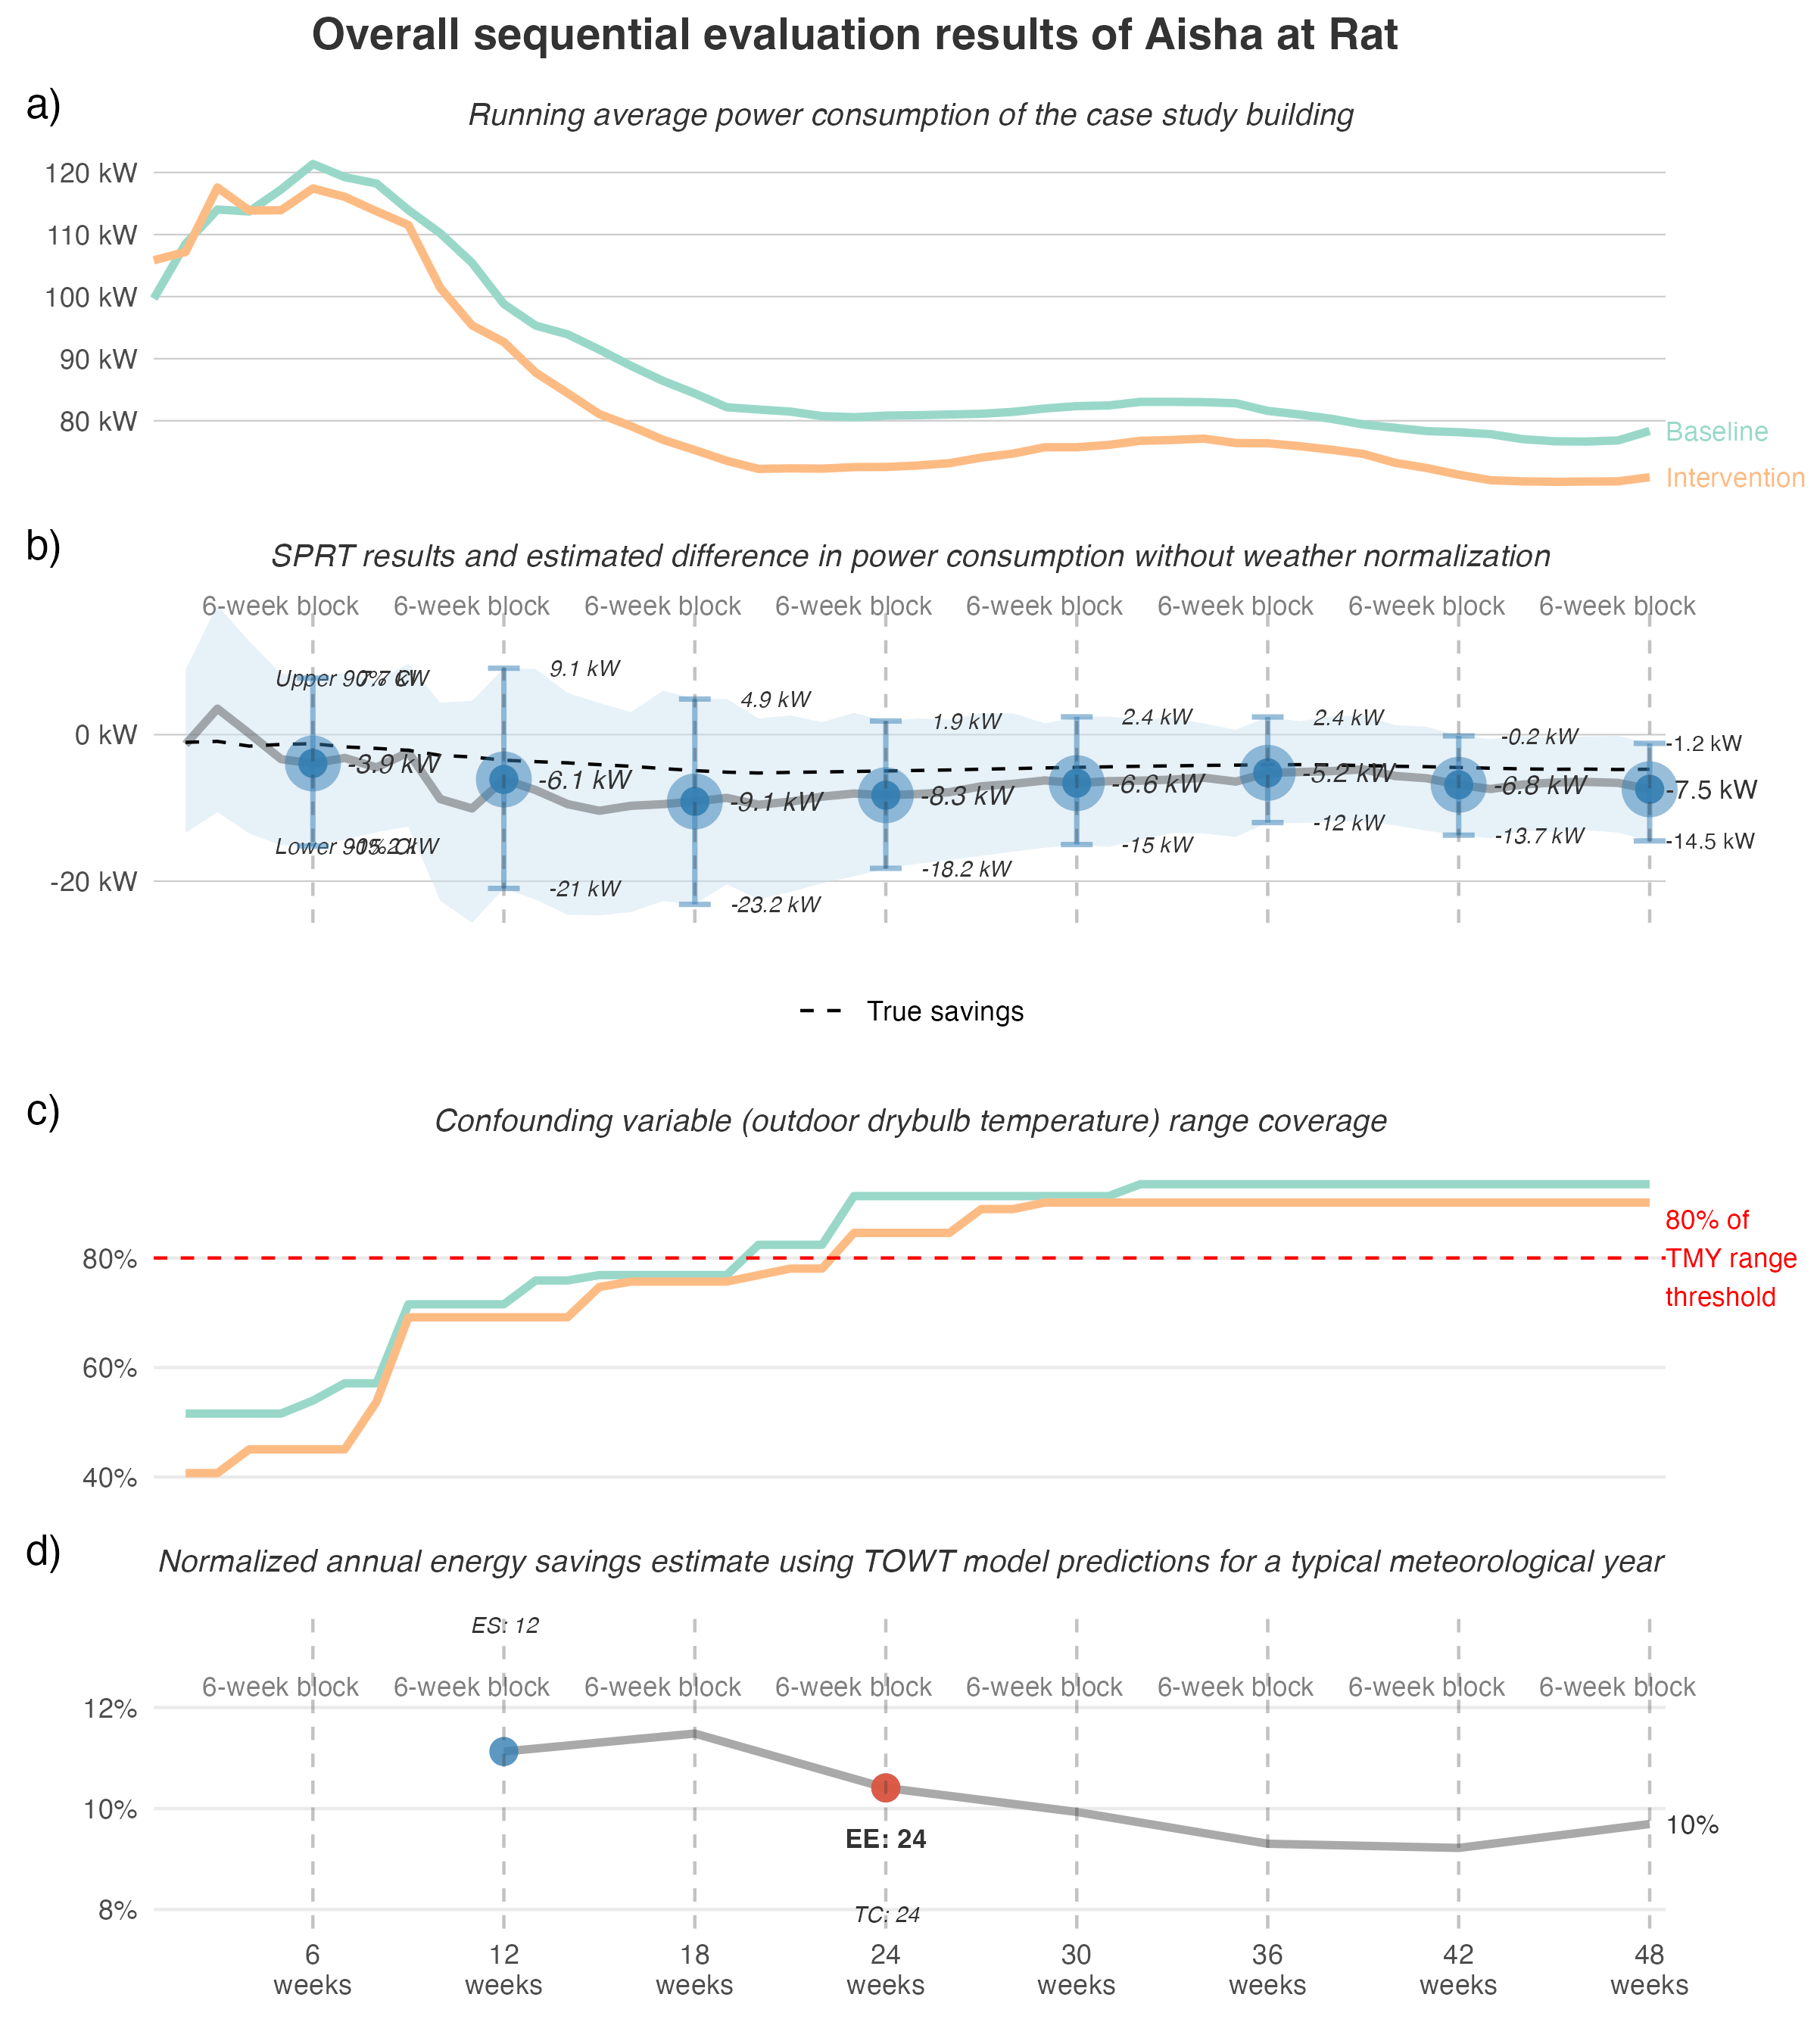 Overall sequential evaluation results of Aisha at Rat
a)
Running average power consumption of the case study building
120 kW
110 kW
100 kW
90 kW
80 kW
Baseline
Intervention
b)
SPRT results and estimated difference in power consumption without weather normalization
6-week block 6-week block 6-week block 6-week block 6-week block 6-week block 6-week block 6-week block
Upper 90% CI
7.7 kW
9.1 kW
4.9 kW
1.9 kW
2.4 kW
2.4 kW
-0.2 kW
-1.2 kW
0 kW
-3.9 kW
-6.1 kW
-9.1 kW
-8.3 kW
-6.6 kW
-5.2 kW
-6.8 kW
-7.5 kW
Lower 90% CI
-15.2 kW
-21 kW
-23.2 kW
-18.2 kW
-15 kW
-12 kW
-13.7 kW
-14.5 kW
-20 kW
True savings
c)
Confounding variable (outdoor drybulb temperature) range coverage
80%
60%
40%
80% of
TMY range
threshold
d)
Normalized annual energy savings estimate using TOWT model predictions for a typical meteorological year
ES: 12
6-week block 6-week block 6-week block 6-week block 6-week block 6-week block 6-week block 6-week block
12%
10%
8%
EE: 24
TC: 24
10%
6 12 18 24 30 36 42 48
weeks weeks weeks weeks weeks weeks weeks weeks